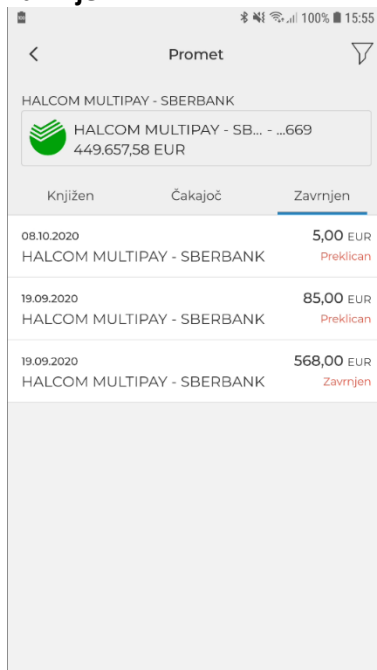 100% 15:55
Promet
HALCOM MULTIPAY - SBERBANK
HALCOM MULTIPAY - SB... - ...669
449.657,58 EUR
Knjižen Čakajoč Zavrnjen
08.10.2020 5,00 EUR
HALCOM MULTIPAY - SBERBANK Preklican
19.09.2020 85,00 EUR
HALCOM MULTIPAY - SBERBANK Preklican
19.09.2020 568,00 EUR
HALCOM MULTIPAY - SBERBANK Zavrnjen